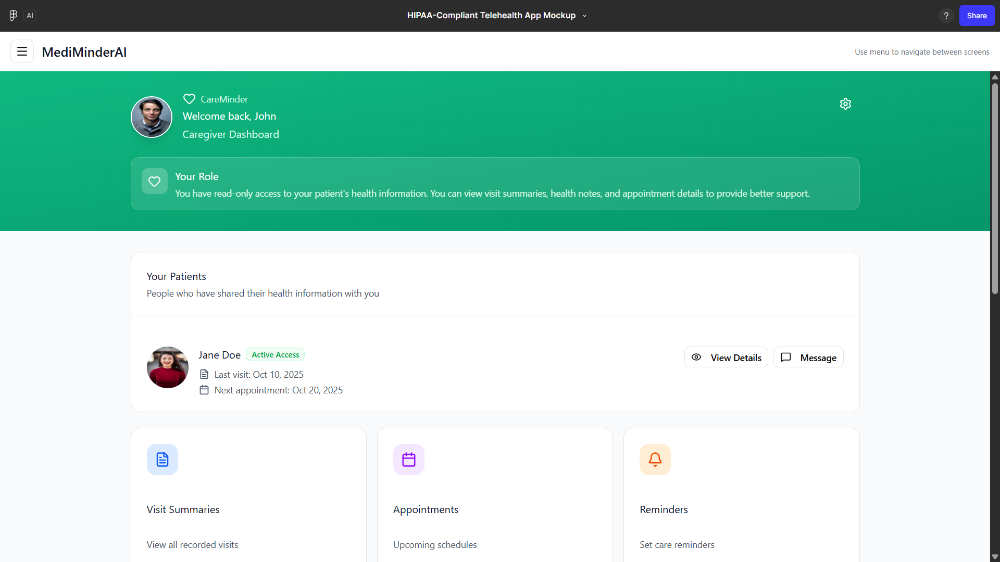 AI
HIPAA-Compliant Telehealth App Mockup
?
Share
MediMinderAI
Use menu to navigate between screens
CareMinder
Welcome back, John
Caregiver Dashboard
Your Role
You have read-only access to your patient's health information. You can view visit summaries, health notes, and appointment details to provide better support.
Your Patients
People who have shared their health information with you
Jane Doe
Active Access
View Details
Message
Last visit: Oct 10, 2025
Next appointment: Oct 20, 2025
Visit Summaries
View all recorded visits
Appointments
Upcoming schedules
Reminders
Set care reminders